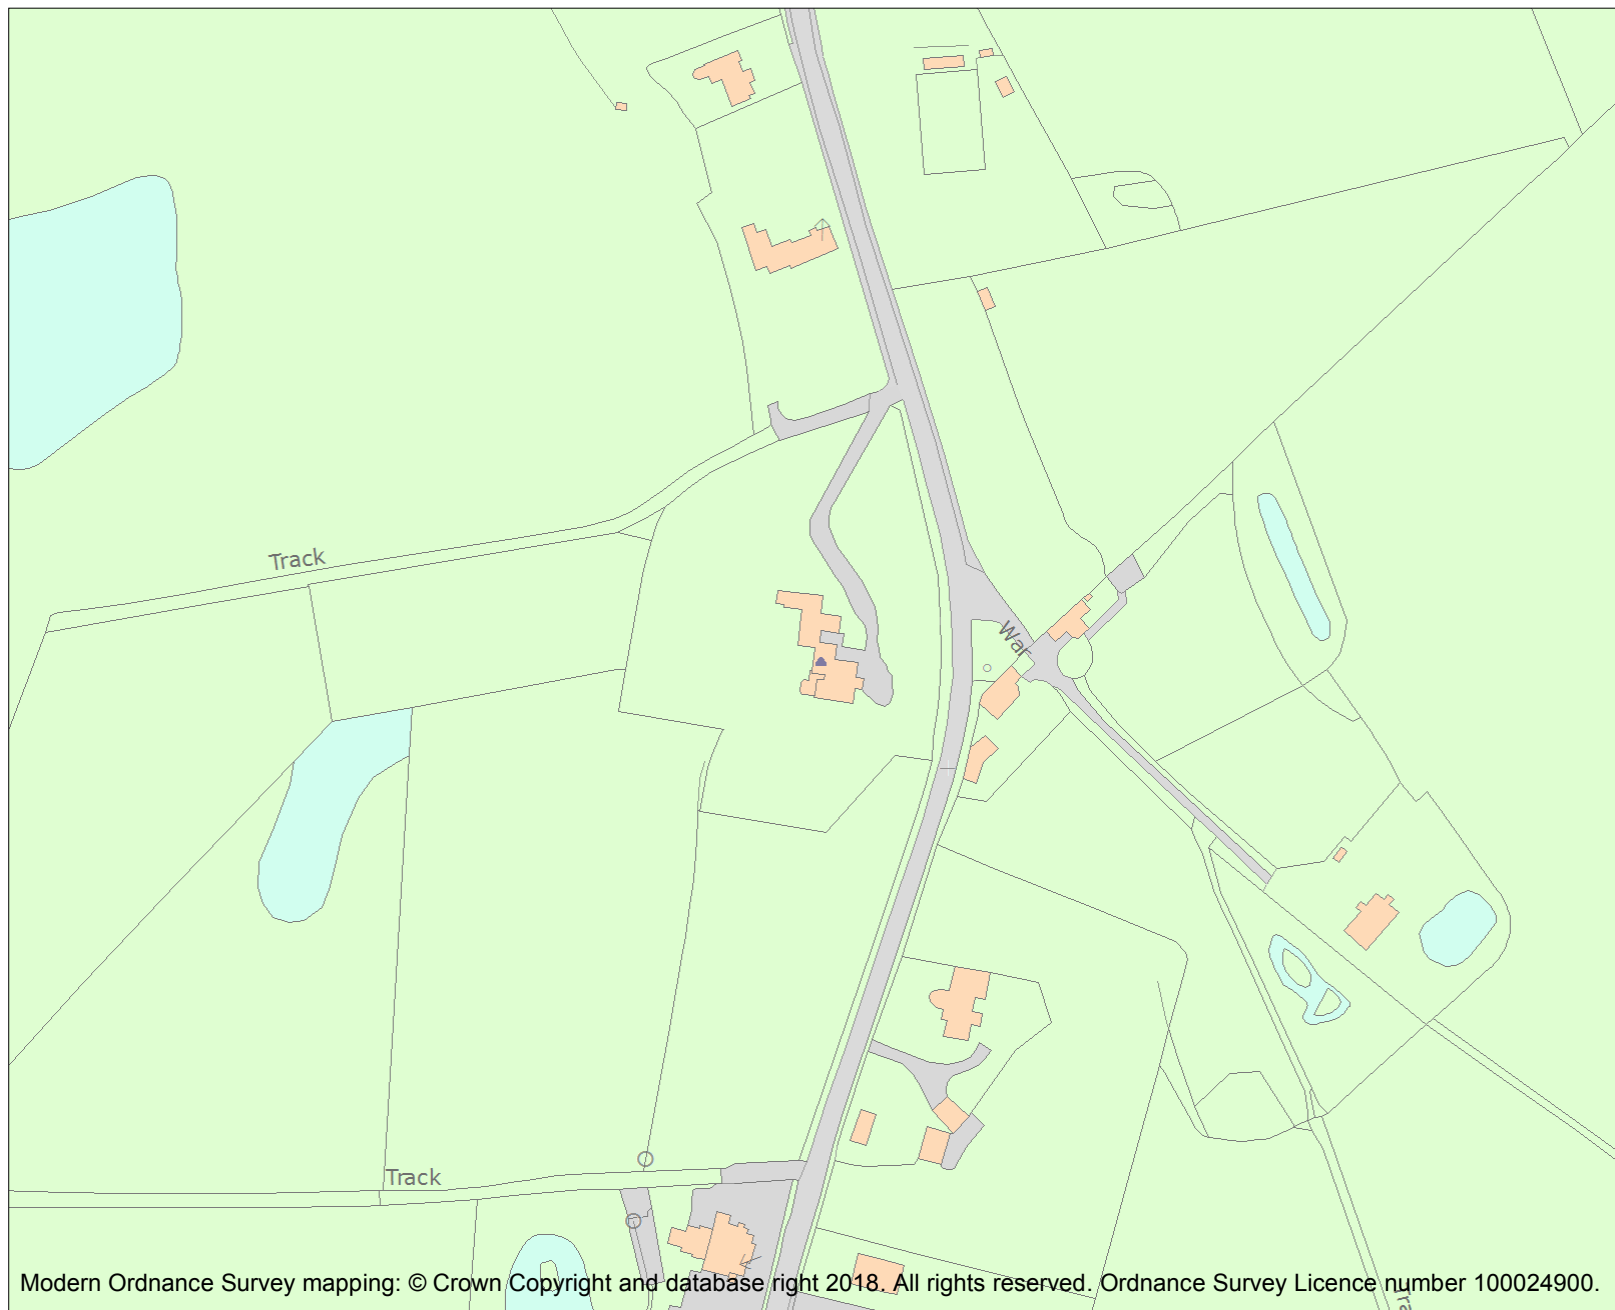 Track
War
Track
Modern Ordnance Survey mapping: © Crown Copyright and database right 2018. All rights reserved. Ordnance Survey Licence number 100024900.